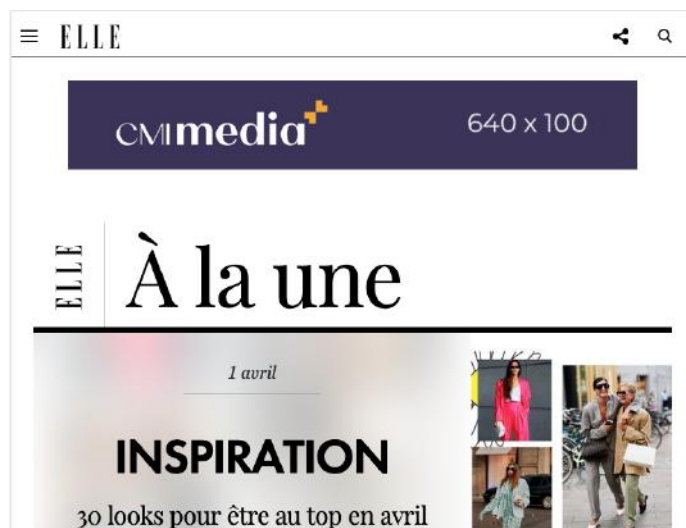 ELLE
CMImedia
640 x 100
ELLE
À la une
1 avril
INSPIRATION
30 looks pour être au top en avril